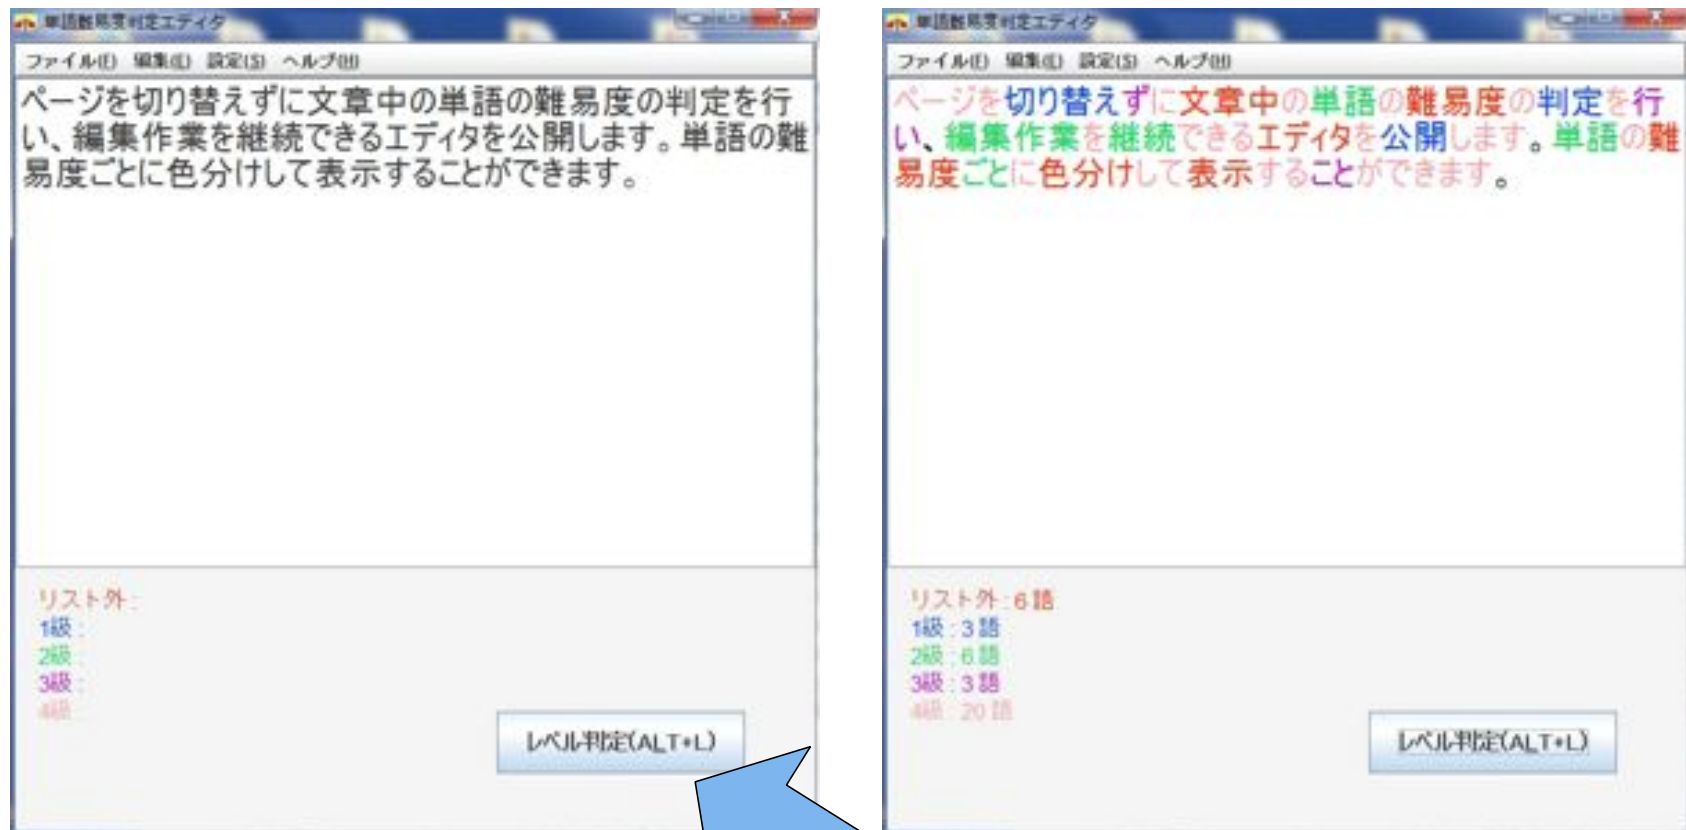 単語難易度判定エディタ
ファイル(F) 編集(E) 設定(S) ヘルプ(H)
ページを切り替えずに文章中の単語の難易度の判定を行
い、編集作業を継続できるエディタを公開します。単語の難
易度ごとに色分けして表示することができます。
リスト外 :
1級 :
2級 :
3級 :
4級
レベル判定(ALT+L)
単語難易度判定エディタ
ファイル(F) 編集(E) 設定(S) ヘルプ(H)
ページを切り替えずに文章中の単語の難易度の判定を行
い、編集作業を継続できるエディタを公開します。単語の難
易度ごとに色分けして表示することができます。
リスト外 : 6 語
1級 : 3 語
2級 : 6 語
3級 : 3 語
4級 : 20 語
レベル判定(ALT+L)